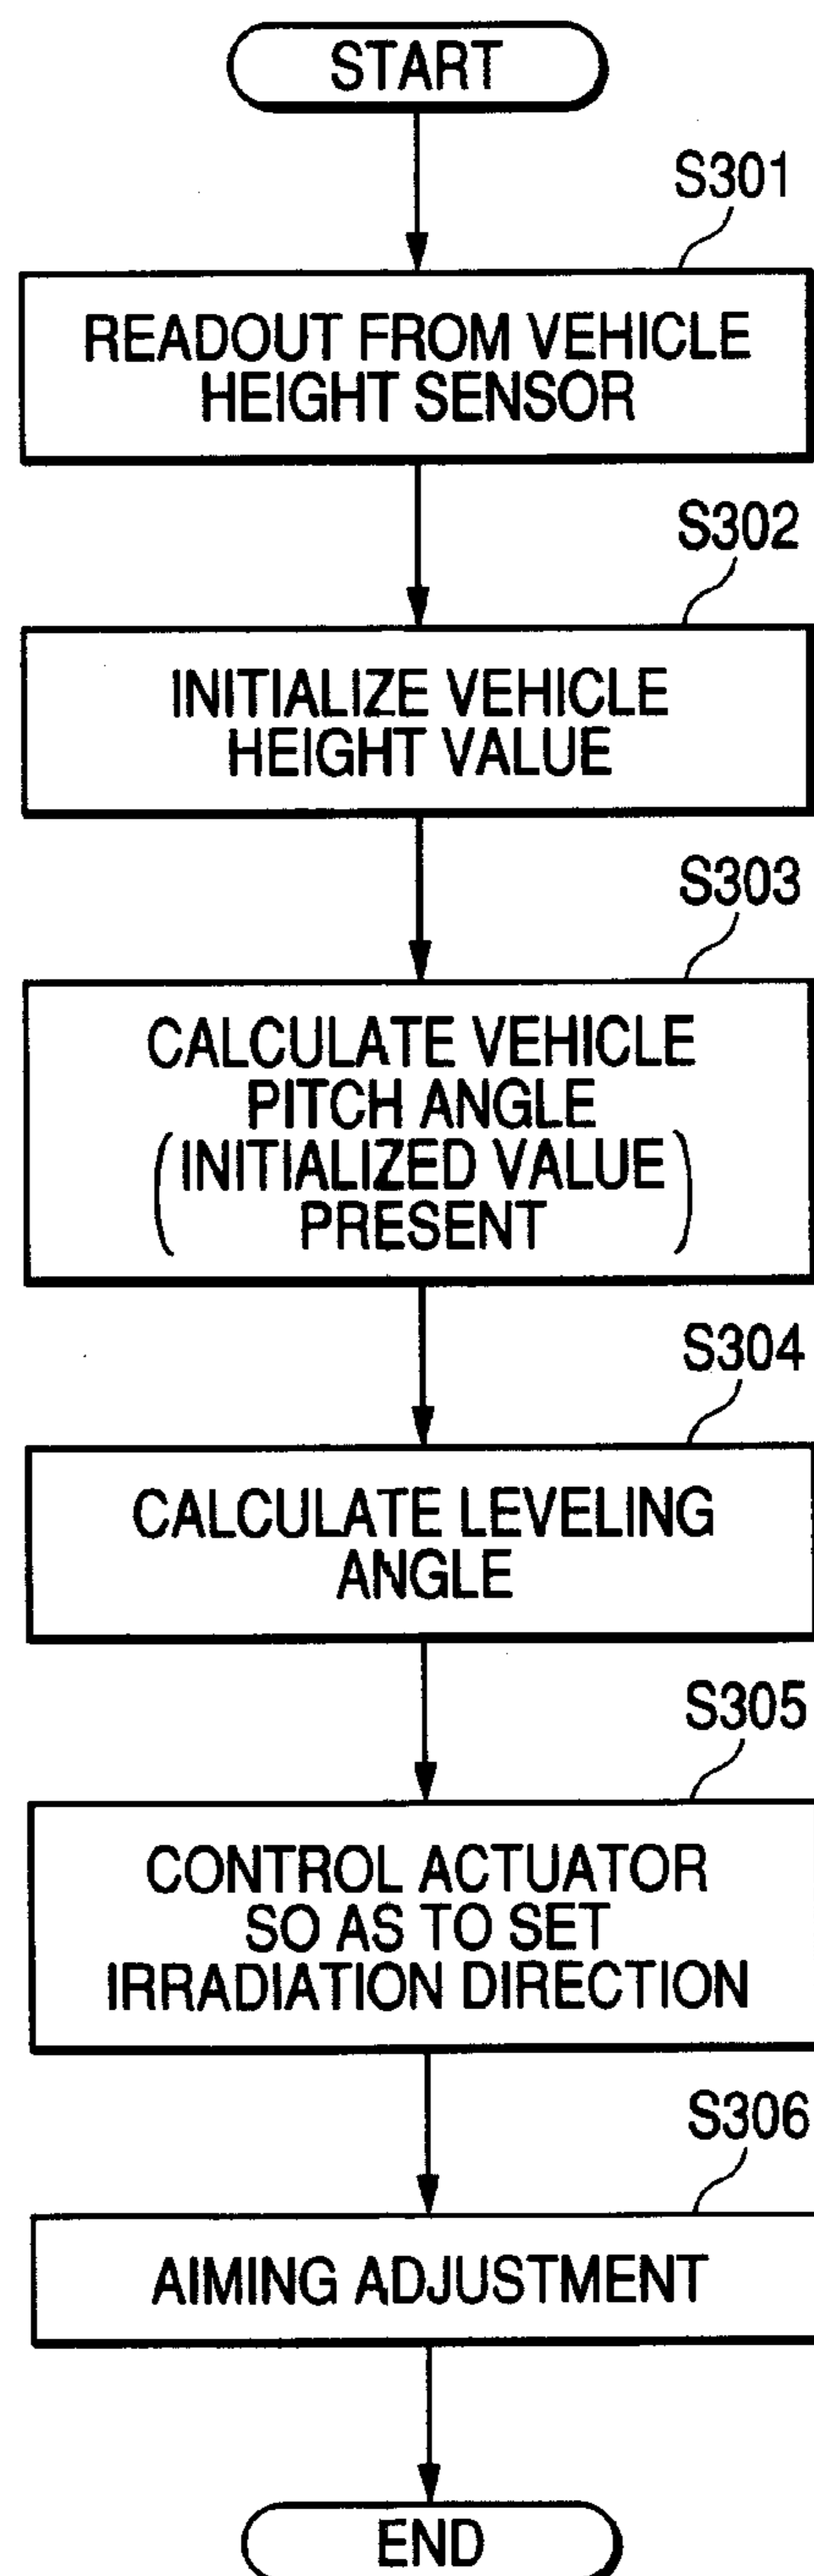 START
S301
READOUT FROM VEHICLE
HEIGHT SENSOR
S302
INITIALIZE VEHICLE
HEIGHT VALUE
S303
CALCULATE VEHICLE
PITCH ANGLE
(INITIALIZED VALUE
PRESENT)
S304
CALCULATE LEVELING
ANGLE
S305
CONTROL ACTUATOR
SO AS TO SET
IRRADIATION DIRECTION
S306
AIMING ADJUSTMENT
END